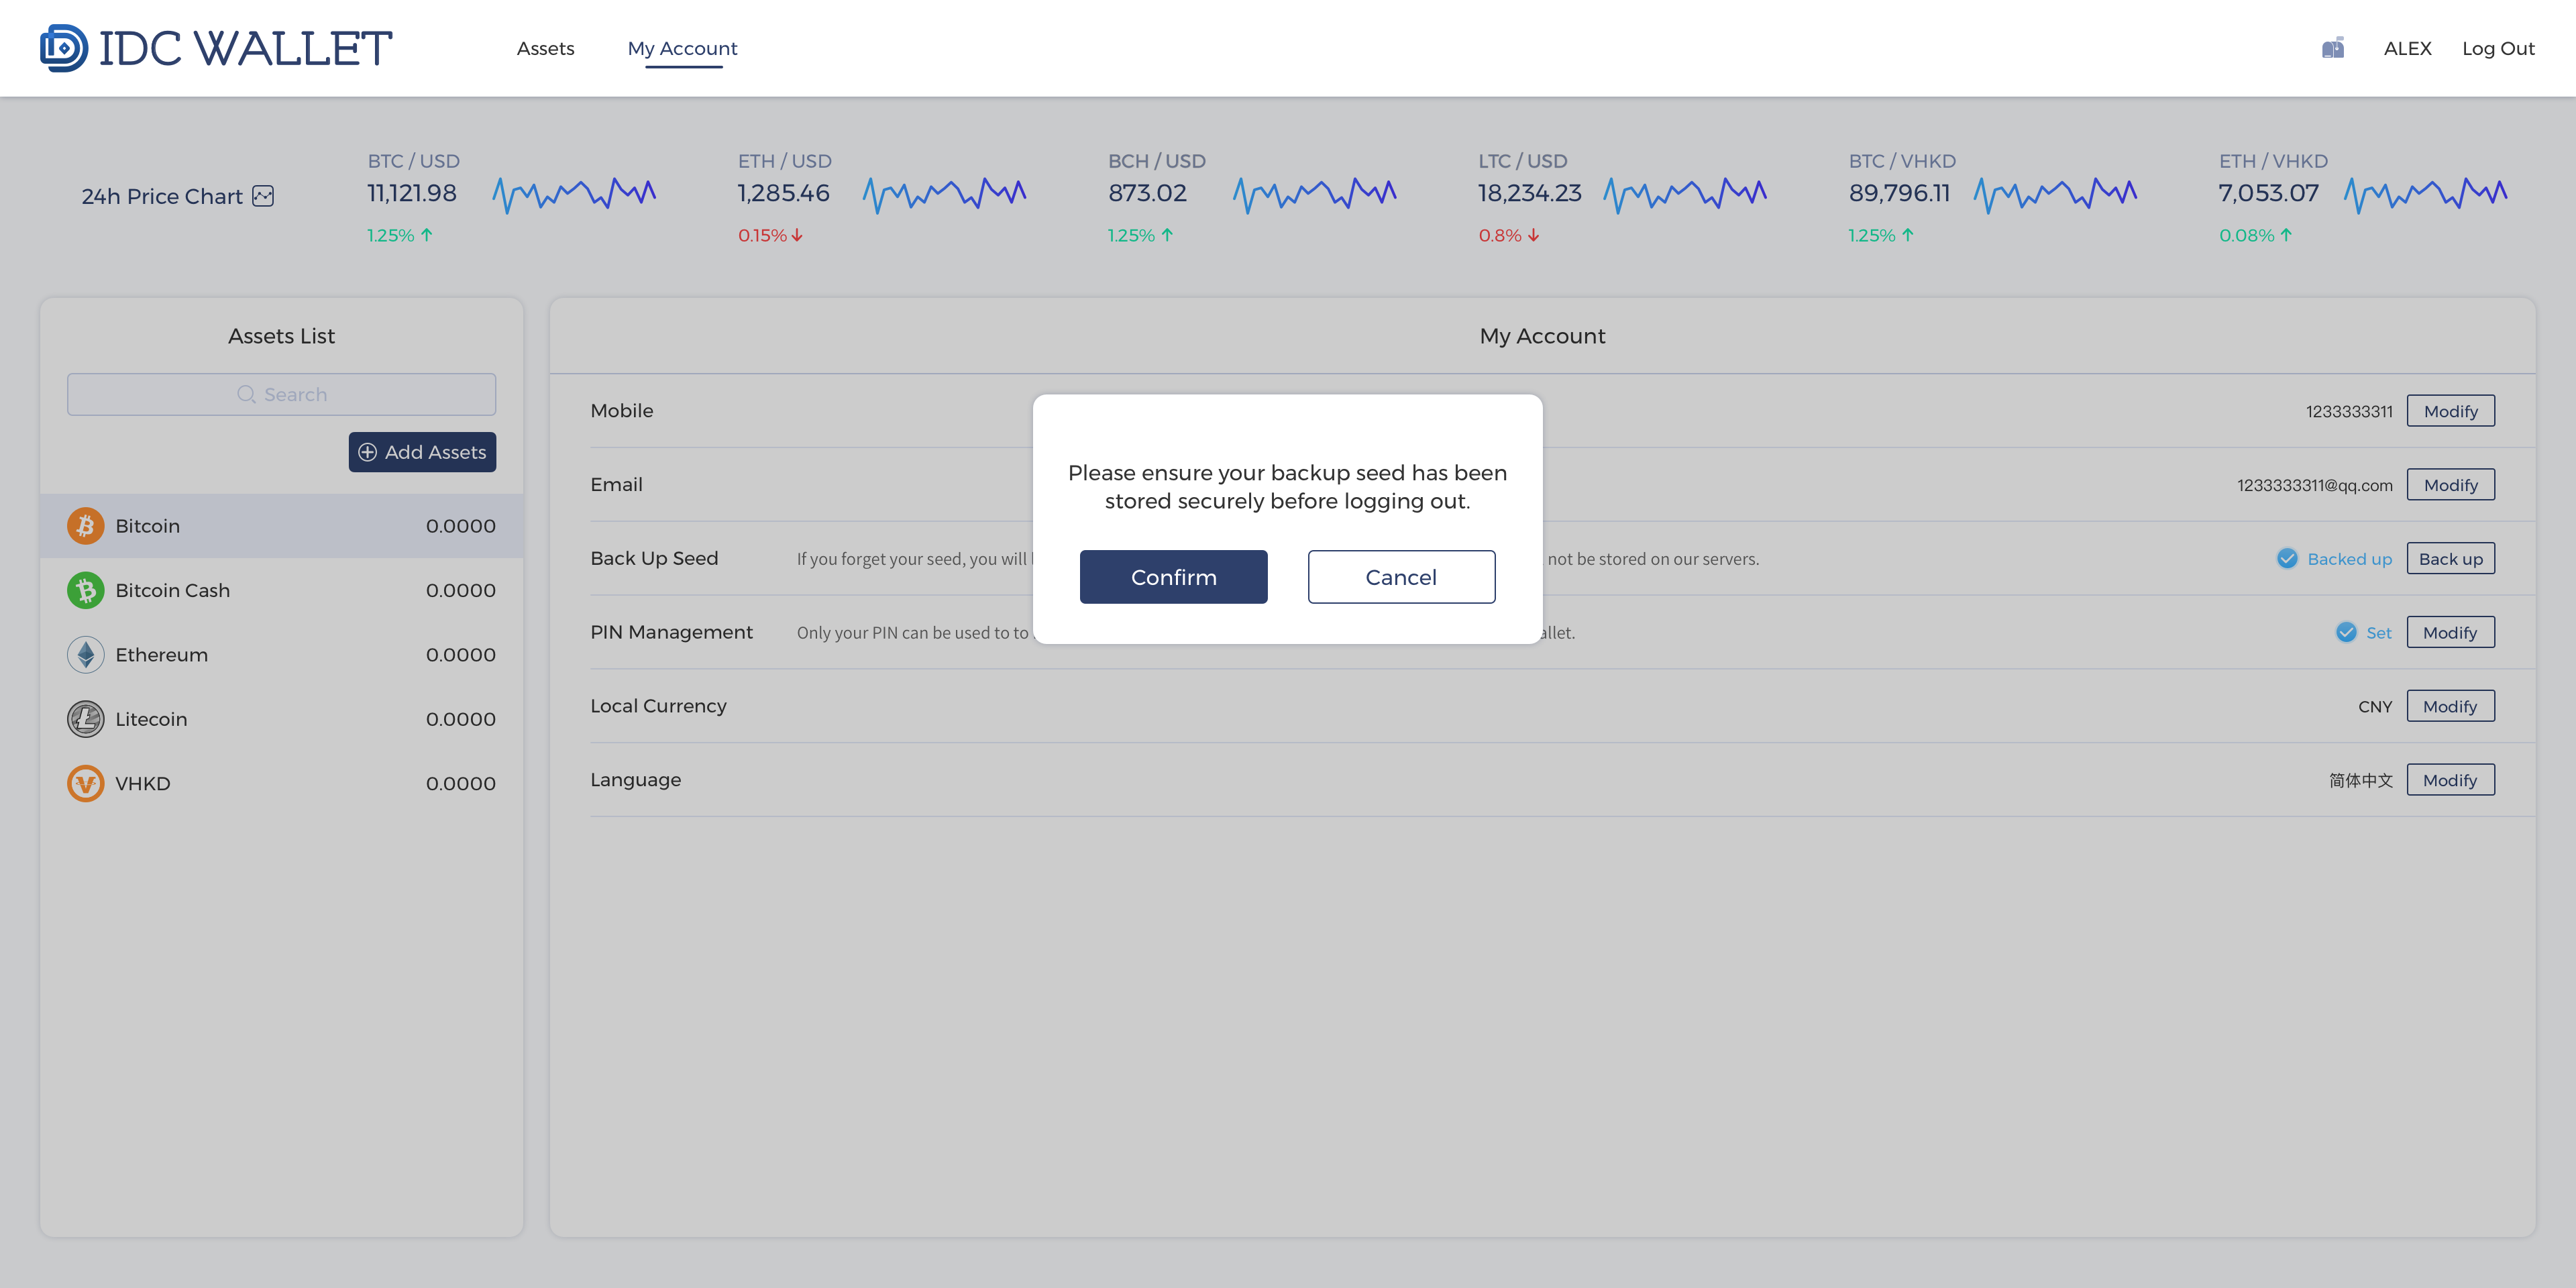 IDC WALLET
Assets
My Account
ALEX
Log Out
24h Price Chart
BTC / USD
11,121.98
1.25%
ETH / USD
1,285.46
0.15%
BCH / USD
873.02
1.25%
LTC / USD
18,234.23
0.8%
BTC / VHKD
89,796.11
1.25%
ETH / VHKD
7,053.07
0.08%
Assets List
Search
Add Assets
Bitcoin 0.0000
Bitcoin Cash 0.0000
Ethereum 0.0000
Litecoin 0.0000
VHKD 0.0000
My Account
Mobile 1233333311 Modify
Email 1233333311@qq.com Modify
Back Up Seed If you forget your seed, you will not be stored on our servers. Backed up Back up
PIN Management Only your PIN can be used to to Set Modify
Local Currency CNY Modify
Language 简体中文 Modify
Please ensure your backup seed has been
stored securely before logging out.
Confirm
Cancel